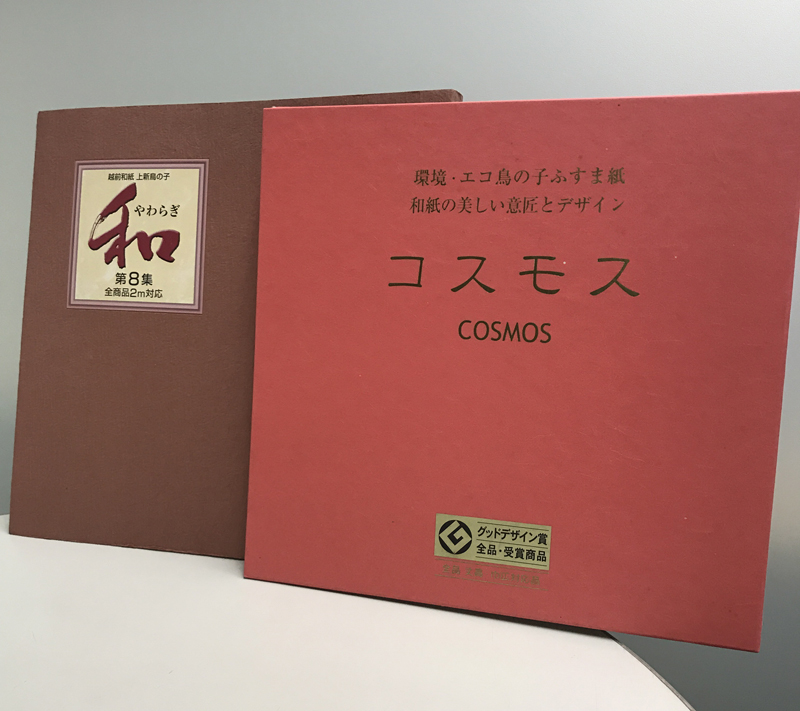 越前和紙 上新鳥の子
和
やわらぎ
第8集
全商品2m対応
環境・エコ鳥の子ふすま紙
和紙の美しい意匠とデザイン
コスモス
COSMOS
グッドデザイン賞
全品・受賞商品